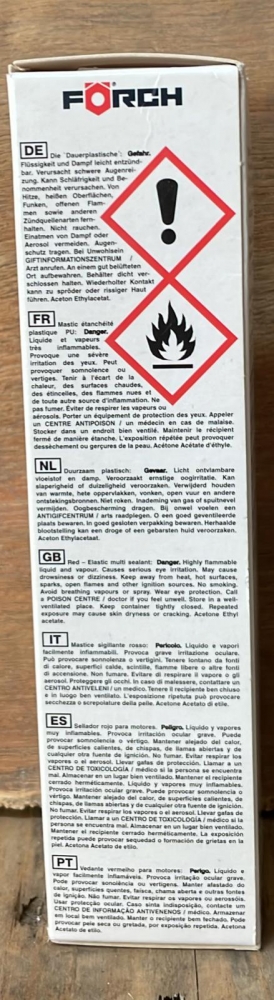 FÖRCH
DE Die "Dauerplastische": Gefahr.
Flüssigkeit und Dampf leicht entzünd-
bar. Verursacht schwere Augenrei-
zung. Kann Schläfrigkeit und Be-
nommenheit verursachen. Von
Hitze, heißen Oberflächen,
Funken, offenen Flam-
men sowie anderen
Zündquellenarten fern-
halten. Nicht rauchen.
Einatmen von Dampf oder
Aerosol vermeiden. Augen-
schutz tragen. Bei Unwohlsein
GIFTINFORMATIONSZENTRUM /
Arzt anrufen. An einem gut belüfteten
Ort aufbewahren. Behälter dicht ver-
schlossen halten. Wiederholter Kontakt
kann zu spröder oder rissiger Haut
führen. Aceton Ethylacetat.
FR Mastic étanchéité
plastique PU: Danger.
Liquide et vapeurs
très inflammables.
Provoque une sévère
irritation des yeux. Peut
provoquer somnolence ou
vertiges. Tenir à l'écart de la
chaleur, des surfaces chaudes,
des étincelles, des flammes nues et
de toute autre source d'inflammation. Ne
pas fumer. Eviter de respirer les vapeurs ou
aérosols. Porter un équipement de protection des yeux. Appeler
un CENTRE ANTIPOISON / un médecin en cas de malaise.
Stocker dans un endroit bien ventilé. Maintenir le récipient
fermé de manière étanche. L'exposition répétée peut provoquer
dessèchement ou gerçures de la peau. Acétone Acétate d'éthyle.
NL Duurzaam plastisch: Gevaar. Licht ontvlambare
vloeistof en damp. Veroorzaakt ernstige oogirritatie. Kan
slaperigheid of duizeligheid veroorzaken. Verwijderd houden
van warmte, hete oppervlakken, vonken, open vuur en andere
ontstekingsbronnen. Niet roken. Inademing van gas of spuitnevel
vermijden. Oogbescherming dragen. Bij onwel voelen een
ANTIGIFCENTRUM / arts raadplegen. O een goed geventileerde
plaats bewaren. In goed gesloten verpakking bewaren. Herhaalde
blootstelling kan een droge of een gebarsten huid veroorzaken.
Aceton Ethylacetaat.
GB Red – Elastic multi sealant: Danger. Highly flammable
liquid and vapour. Causes serious eye irritation. May cause
drowsiness or dizziness. Keep away from heat, hot surfaces,
sparks, open flames and other ignition sources. No smoking.
Avoid breathing vapours or spray. Wear eye protection. Call
a POISON CENTRE / doctor if you feel unwell. Store in a well-
ventilated place. Keep container tightly closed. Repeated
exposure may cause skin dryness or cracking. Acetone Ethyl
acetate.
IT Mastice sigillante rosso: Pericolo. Liquido e vapori
facilmente infiammabili. Provoca grave irritazione oculare.
Può provocare sonnolenza o vertigini. Tenere lontano da fonti
di calore, superfici calde, scintille, fiamme libere o altre fonti
di accensione. Non fumare. Evitare di respirare il vapore o gli
aerosol. Proteggere gli occhi. In caso di malessere, contattare un
CENTRO ANTIVELENI / un medico. Tenere il recipiente ben chiuso
e in luogo ben ventilato. L'esposizione ripetuta può provocare
secchezza o screpolature della pelle. Acetone Acetato di etile.
ES Sellador rojo para motores. Peligro. Líquido y vapores
muy inflamables. Provoca irritación ocular grave. Puede
provocar somnolencia o vértigo. Mantener alejado del calor,
de superficies calientes, de chispas, de llamas abiertas y de
cualquier otra fuente de ignición. No fumar. Evitar respirar los
vapores o el aerosol. Llevar gafas de protección. Llamar a un
CENTRO DE TOXICOLOGÍA / médico si la persona se encuentra
mal. Almacenar en un lugar bien ventilado. Mantener el recipiente
cerrado herméticamente. Líquido y vapores muy inflamables.
Provoca irritación ocular grave. Puede provocar somnolencia o
vértigo. Mantener alejado del calor, de superficies calientes, de
chispas, de llamas abiertas y de cualquier otra fuente de ignición.
No fumar. Evitar respirar los vapores o el aerosol. Llevar gafas de
protección. Llamar a un CENTRO DE TOXICOLOGÍA / médico si la
persona se encuentra mal. Almacenar en un lugar bien ventilado.
Mantener el recipiente cerrado herméticamente. La exposición
repetida puede provocar sequedad o formación de grietas en la
piel. Acetona Acetato de etilo.
PT Vedante vermelho para motores: Perigo. Líquido e
vapor facilmente inflamáveis. Provoca irritação ocular grave.
Pode provocar sonolência ou vertigens. Manter afastado do
calor, superfícies quentes, faísca, chama aberta e outras fontes
de ignição. Não fumar. Evitar respirar os vapores ou aerossóis.
Usar protecção ocular. Caso sinta indisposição, contacte um
CENTRO DE INFORMAÇÃO ANTIVENENOS / médico. Armazenar
em local bem ventilado. Manter o recipiente bem fechado. Pode
provocar pele seca ou gretada, por exposição repetida. Acetona
Acetato de etilo.